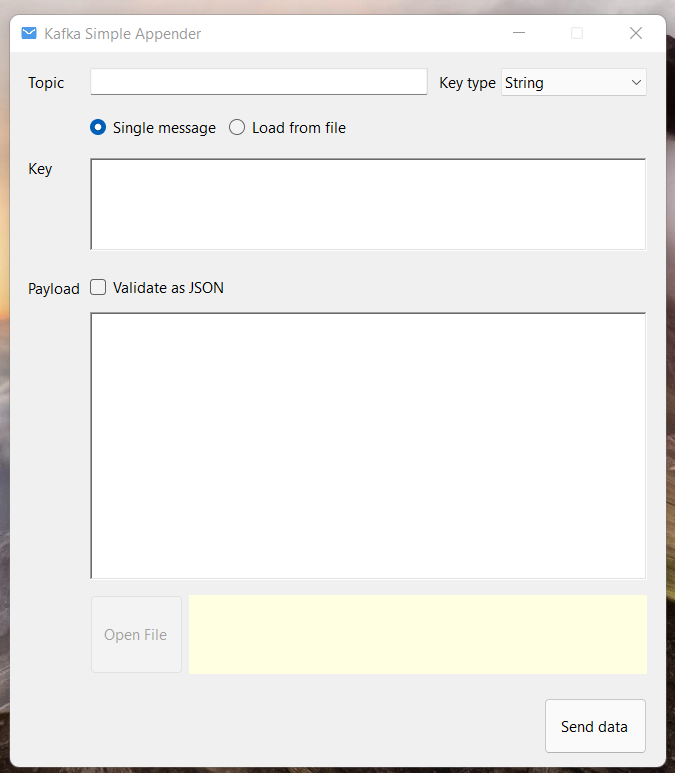 Kafka Simple Appender
Topic Key type String
Single message Load from file
Key
Payload Validate as JSON
Open File
Send data